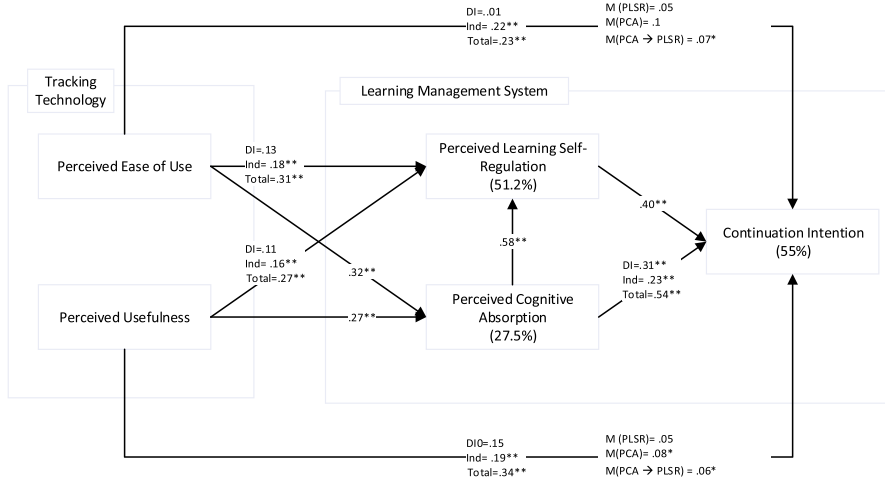 DI=..01
Ind= .22**
Total=.23**
M (PLSR)= .05
M(PCA)= .1
M(PCA → PLSR) = .07*
Tracking
Technology
Learning Management System
Perceived Ease of Use
DI=.13
Ind= .18**
Total=.31**
Perceived Learning Self-
Regulation
(51.2%)
.40**
Continuation Intention
(55%)
.58**
DI=.11
Ind= .16**
Total=.27**
.32**
DI=.31**
Ind= .23**
Total=.54**
Perceived Usefulness
.27**
Perceived Cognitive
Absorption
(27.5%)
DI0=.15
Ind= .19**
Total=.34**
M (PLSR)= .05
M(PCA)= .08*
M(PCA → PLSR) = .06*